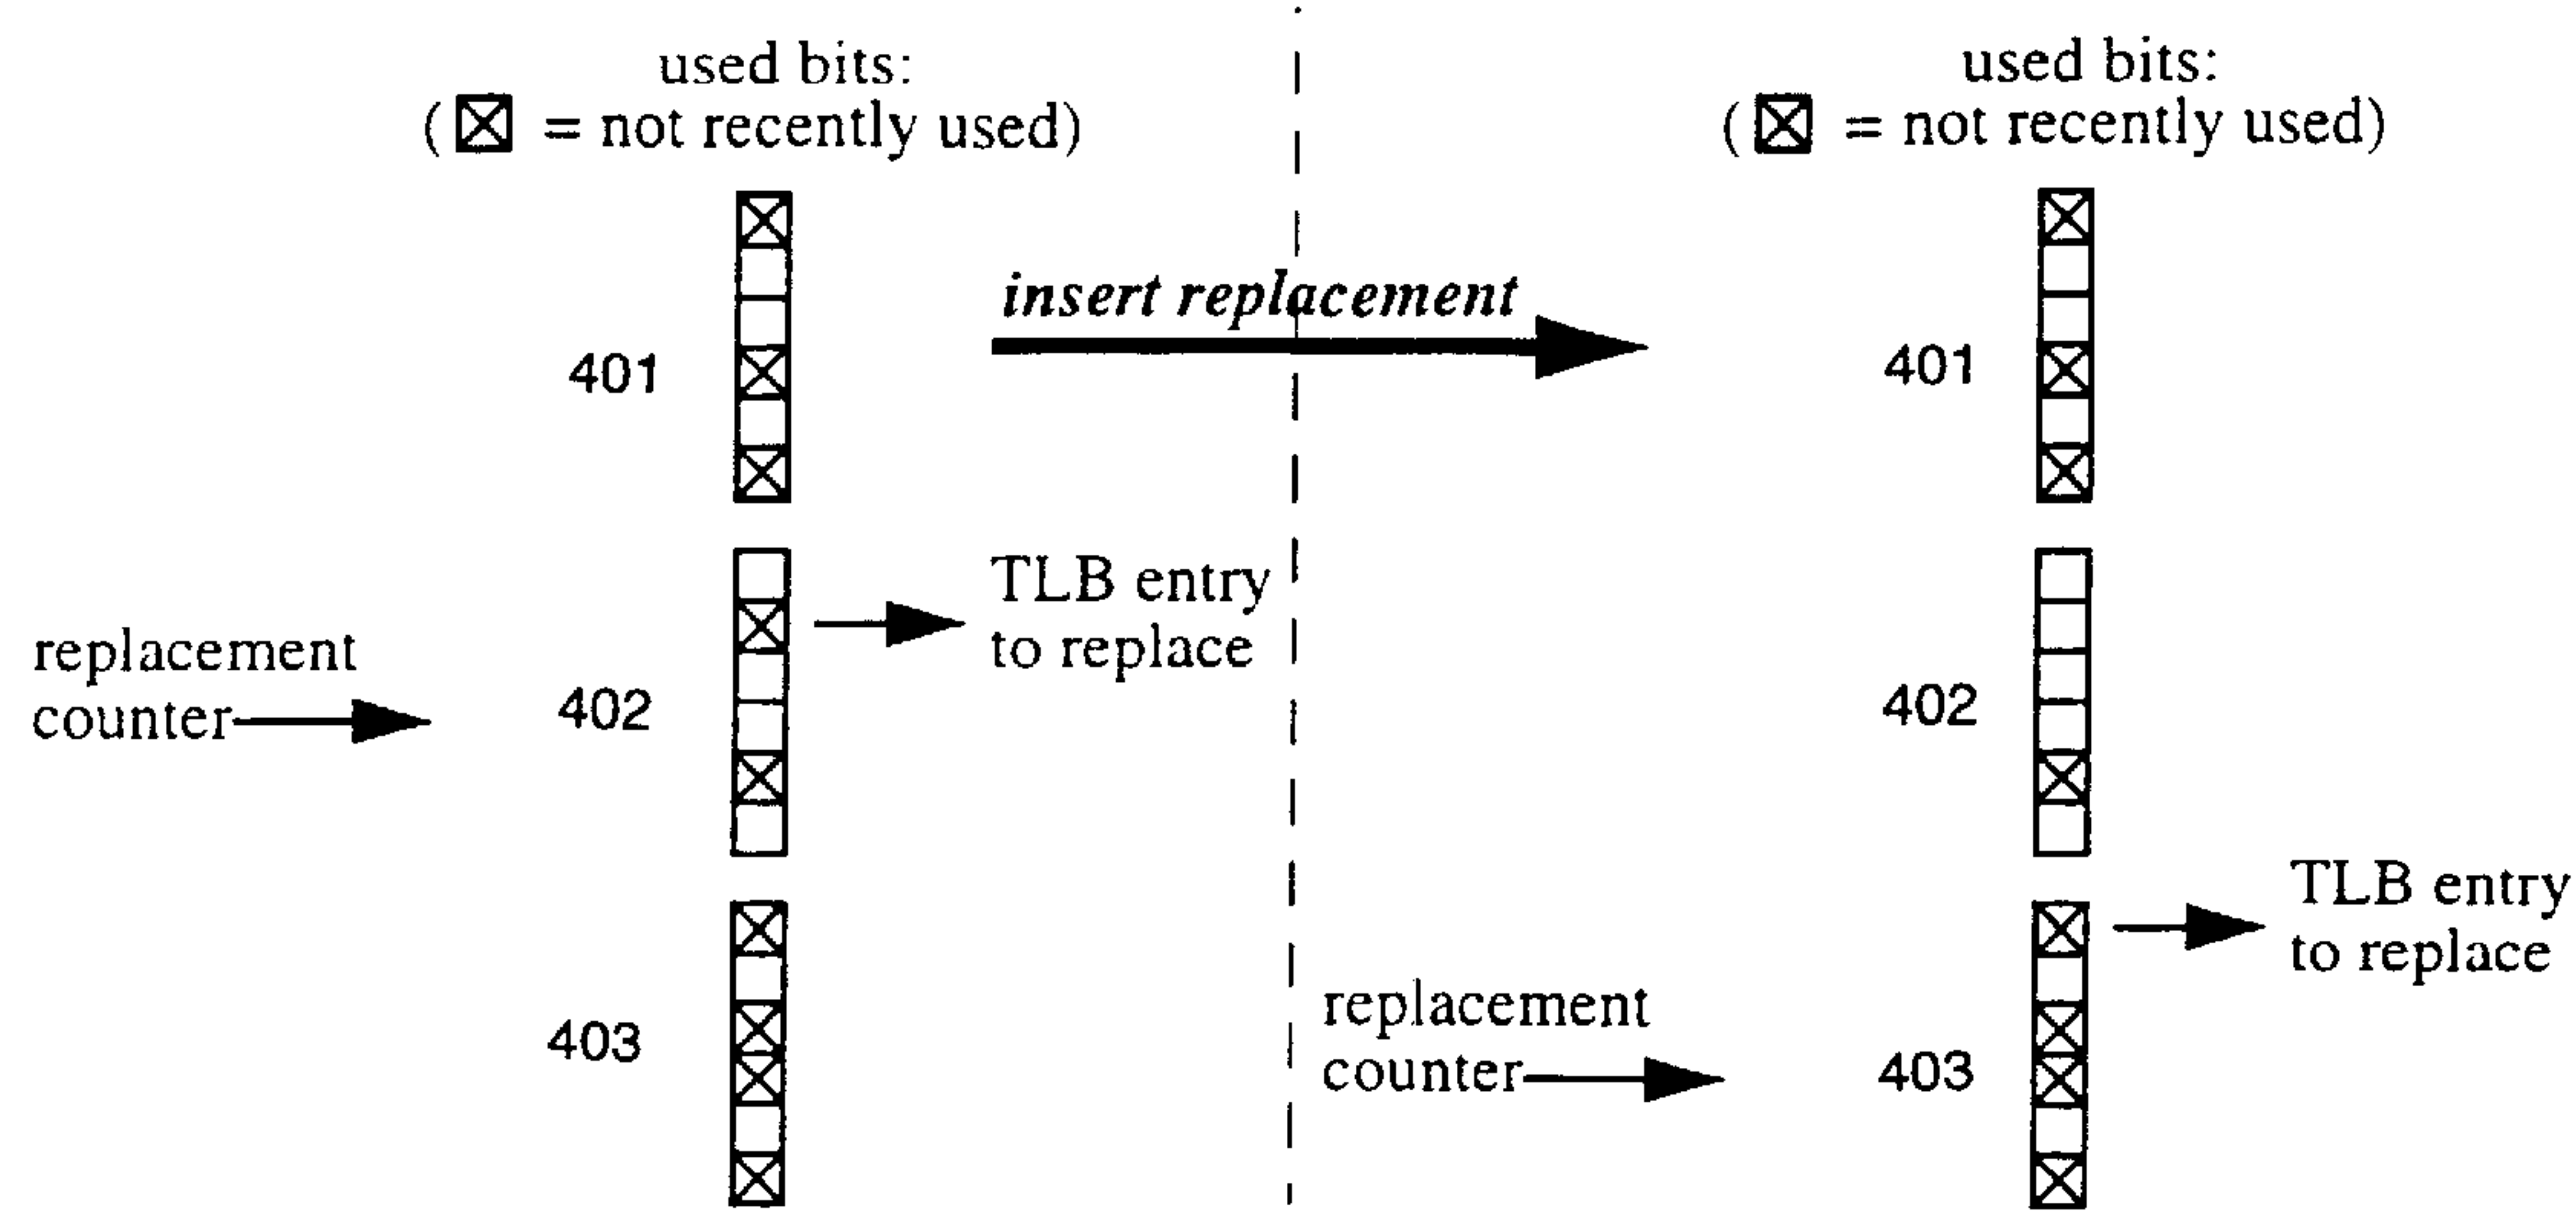 used bits:
( = not recently used)
401
replacement
counter
402
TLB entry
to replace
403
insert replacement
used bits:
( = not recently used)
401
402
replacement
counter
403
TLB entry
to replace